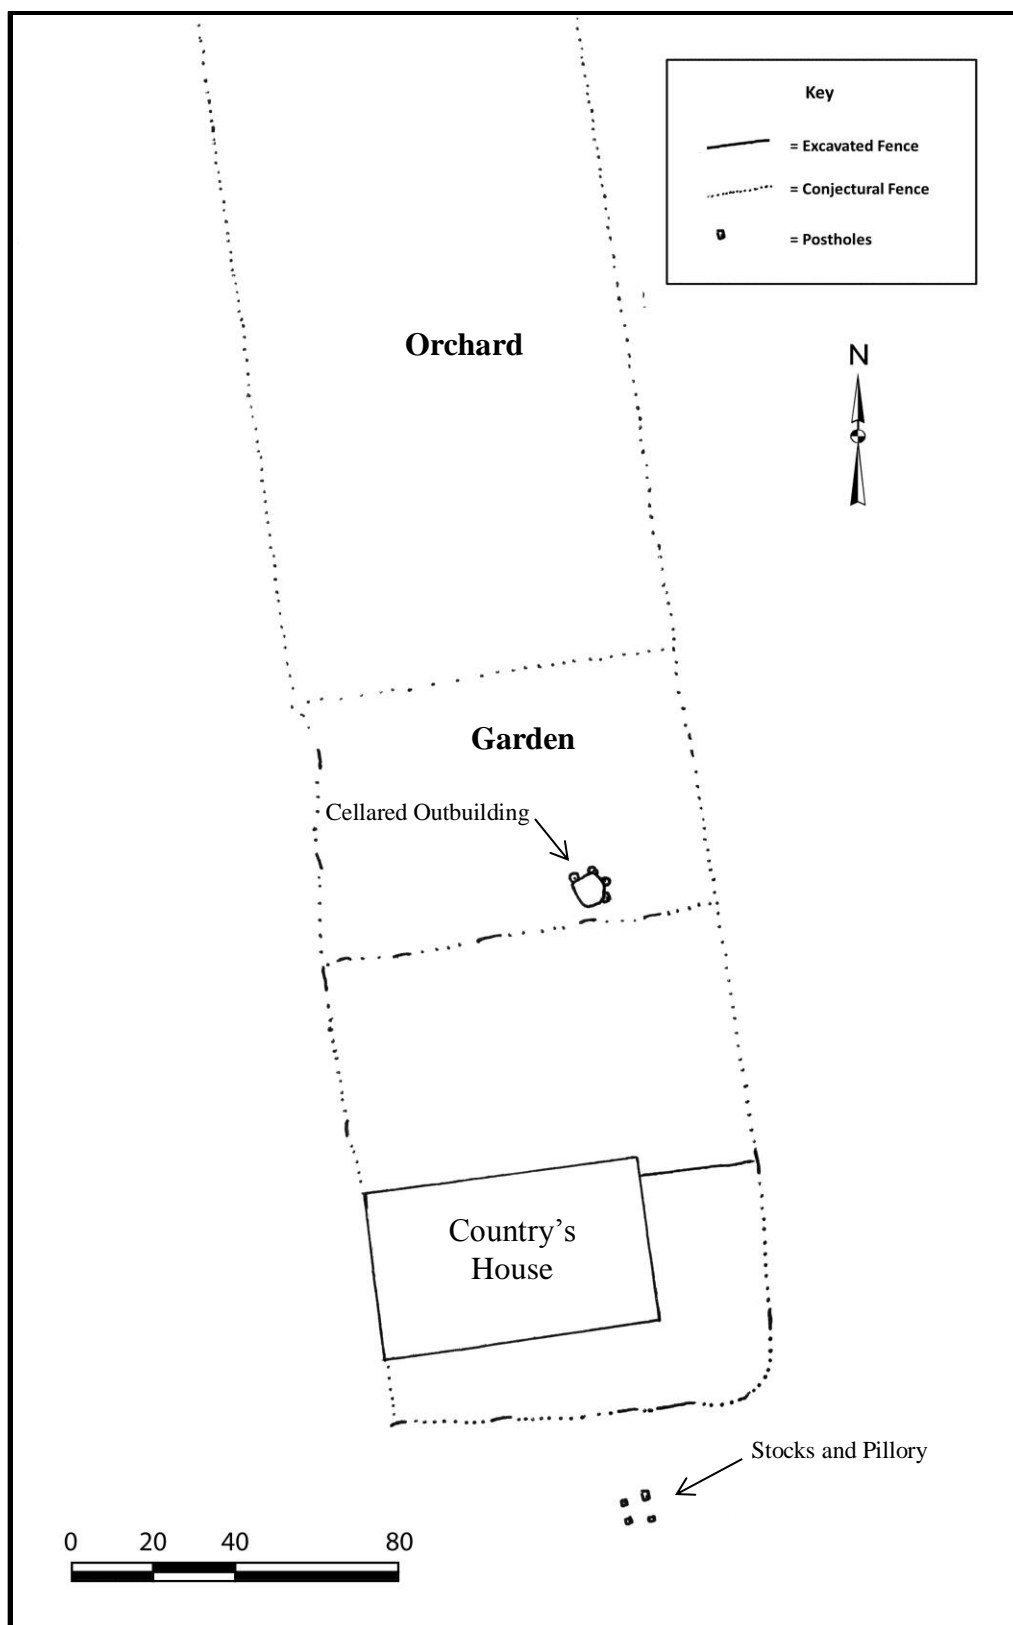 Key
= Excavated Fence
= Conjectural Fence
= Postholes
Orchard
N
Garden
Cellared Outbuilding
Country’s
House
Stocks and Pillory
0 20 40 80